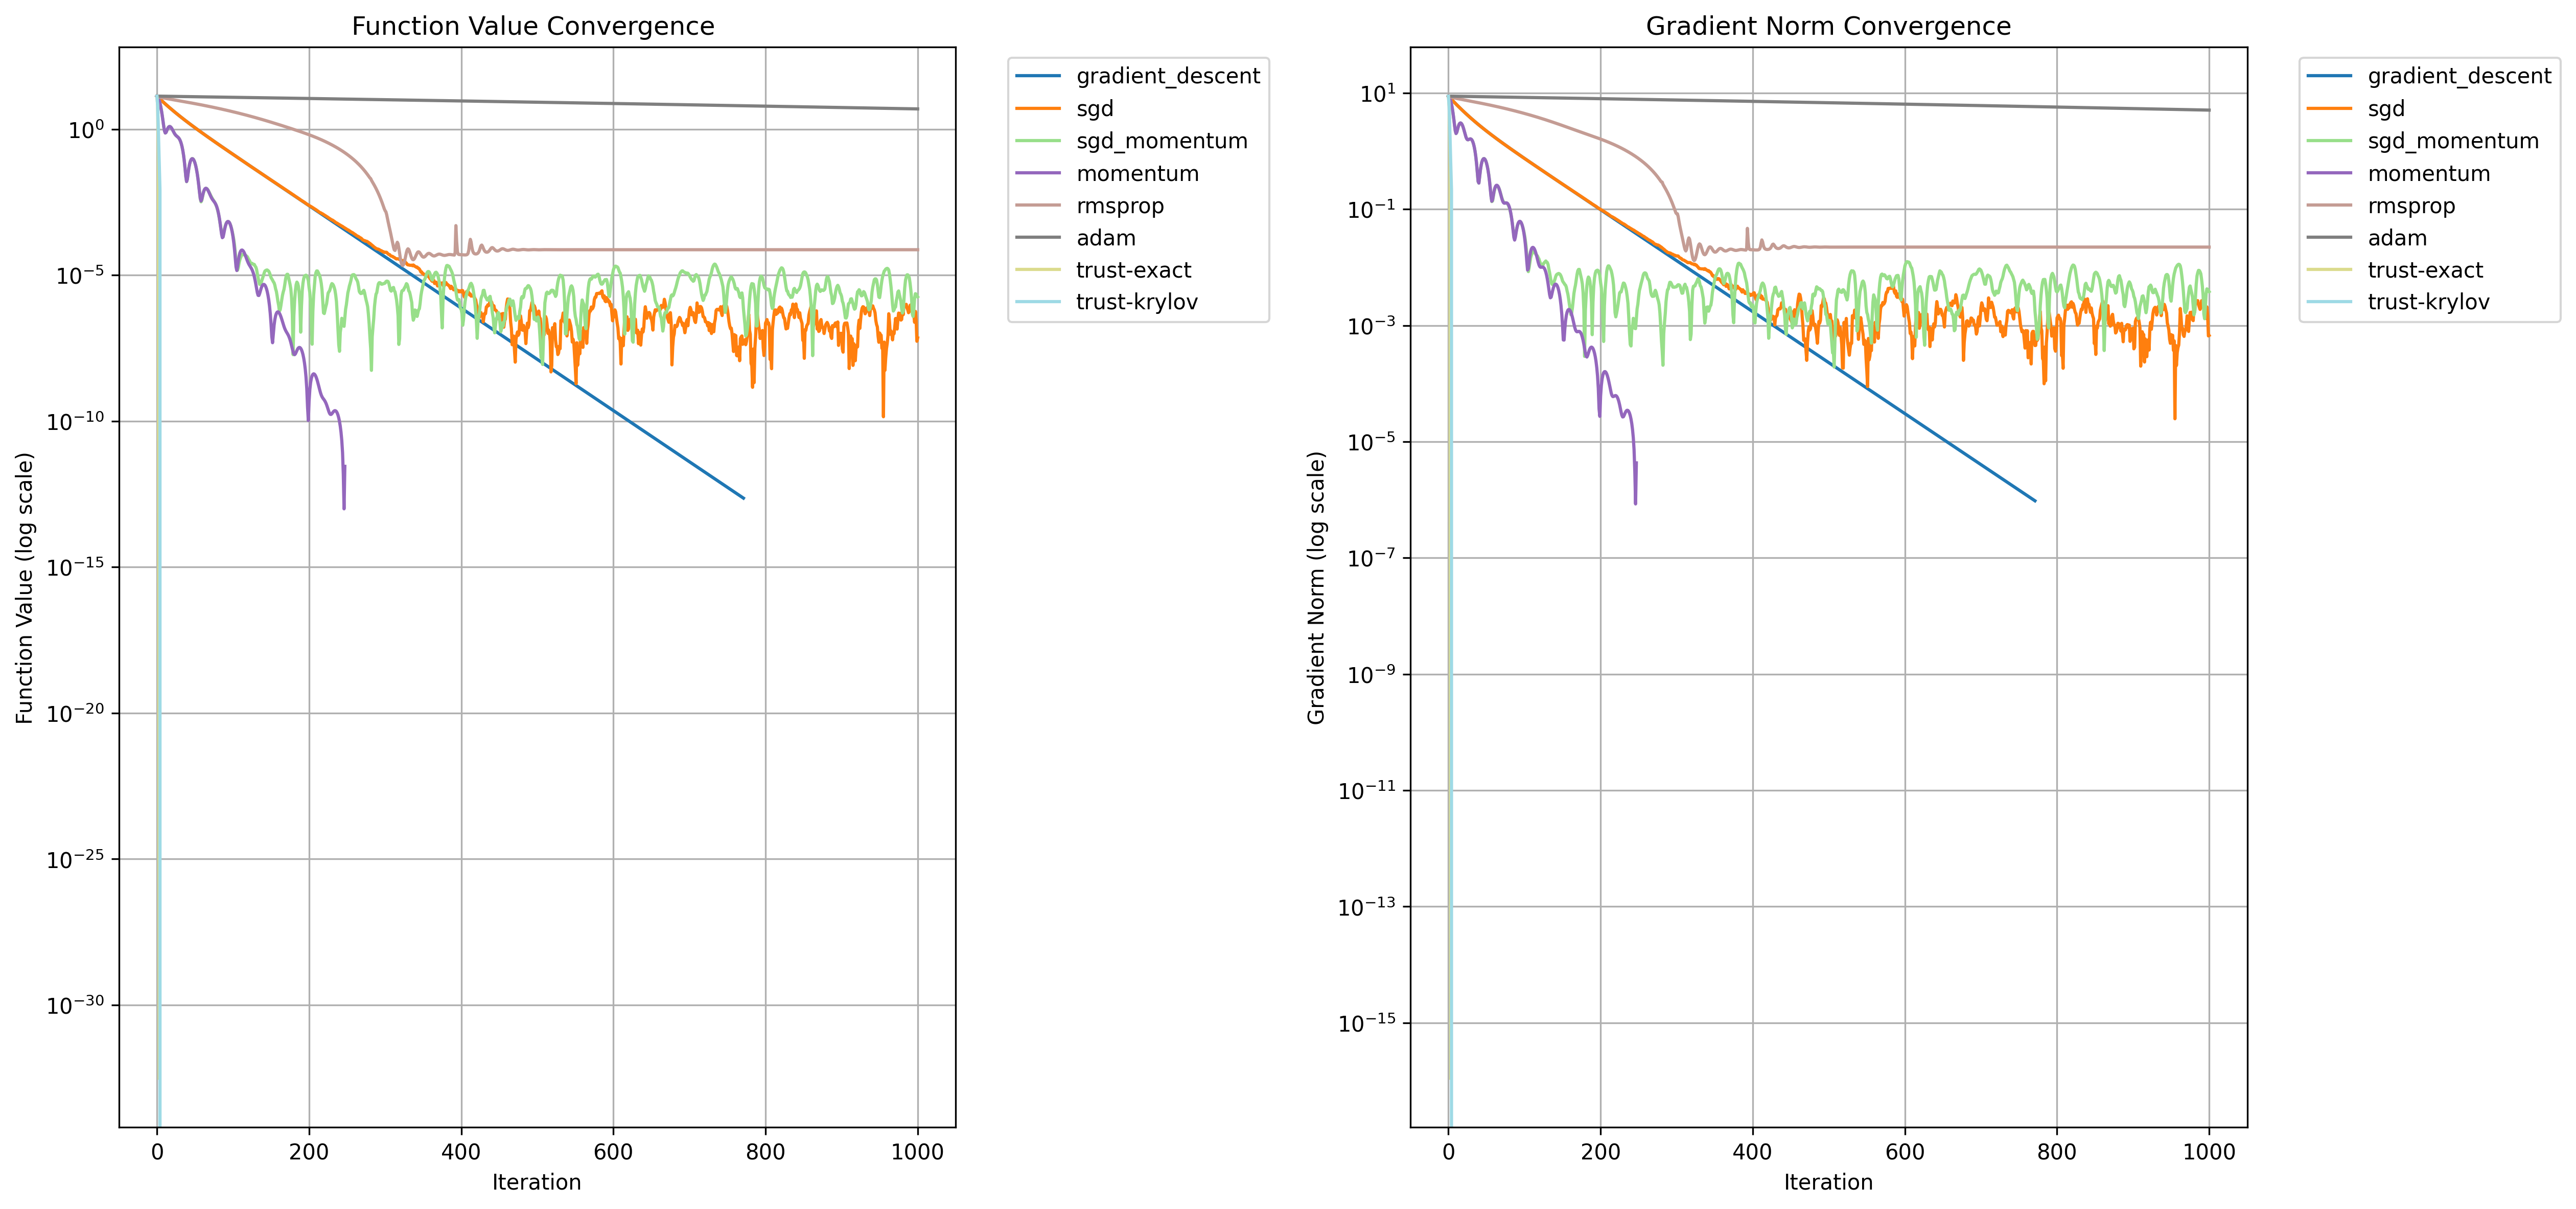 Function Value Convergence
Function Value (log scale)
10⁰
10⁻⁵
10⁻¹⁰
10⁻¹⁵
10⁻²⁰
10⁻²⁵
10⁻³⁰
0 200 400 600 800 1000
Iteration
gradient_descent
sgd
sgd_momentum
momentum
rmsprop
adam
trust-exact
trust-krylov
Gradient Norm Convergence
Gradient Norm (log scale)
10¹
10⁻¹
10⁻³
10⁻⁵
10⁻⁷
10⁻⁹
10⁻¹¹
10⁻¹³
10⁻¹⁵
0 200 400 600 800 1000
Iteration
gradient_descent
sgd
sgd_momentum
momentum
rmsprop
adam
trust-exact
trust-krylov